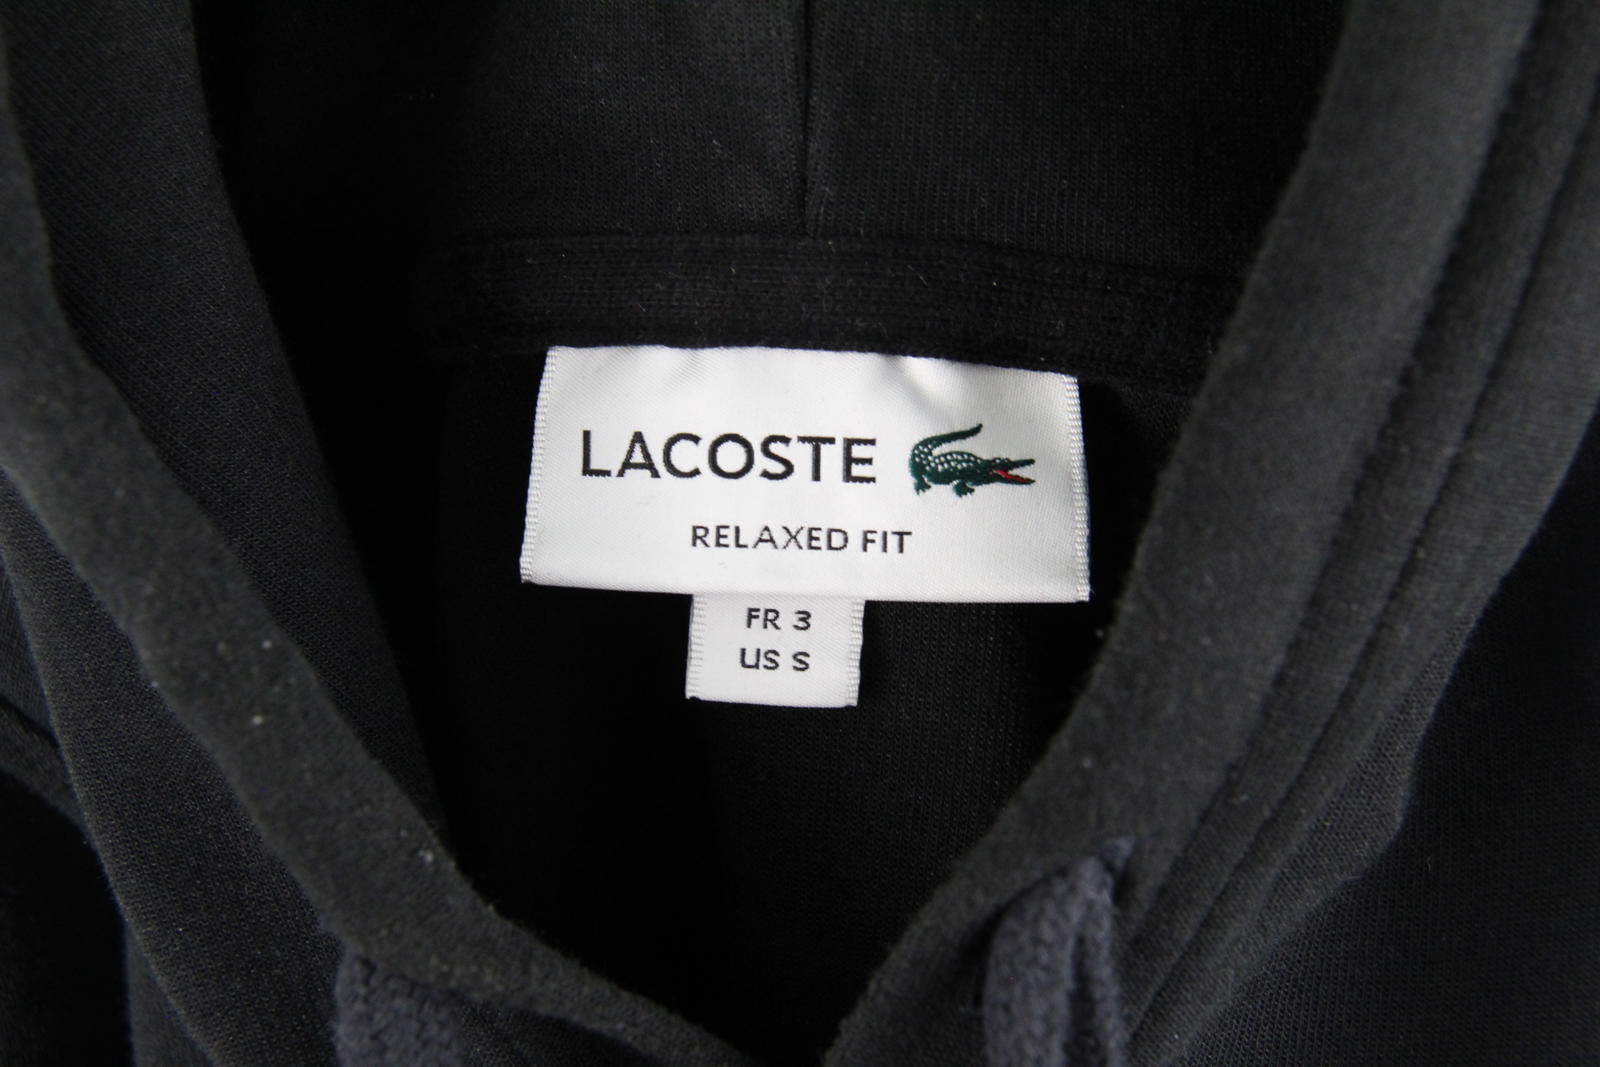 LACOSTE
RELAXED FIT
FR 3
US S